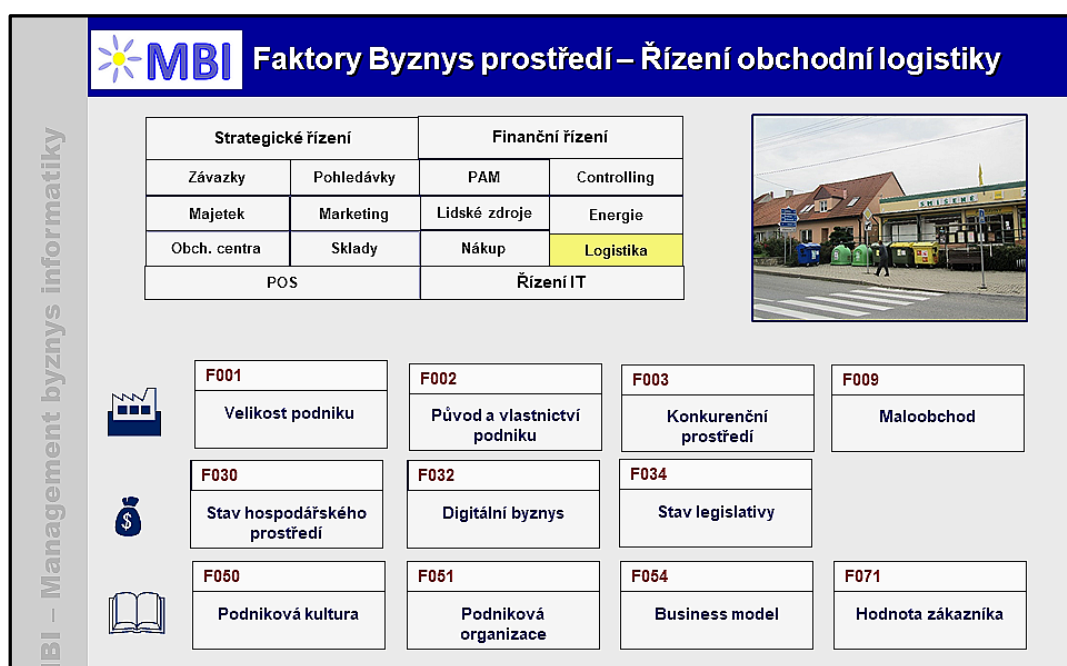 MBI
Faktory Byznys prostředí – Řízení obchodní logistiky
MBI – Management byznys informatiky
Strategické řízení
Finanční řízení
Závazky
Pohledávky
PAM
Controlling
Majetek
Marketing
Lidské zdroje
Energie
Obch. centra
Sklady
Nákup
Logistika
POS
Řízení IT
SMÍŠENÉ
F001
Velikost podniku
F002
Původ a vlastnictví
podniku
F003
Konkurenční
prostředí
F009
Maloobchod
F030
Stav hospodářského
prostředí
F032
Digitální byznys
F034
Stav legislativy
F050
Podniková kultura
F051
Podniková
organizace
F054
Business model
F071
Hodnota zákazníka